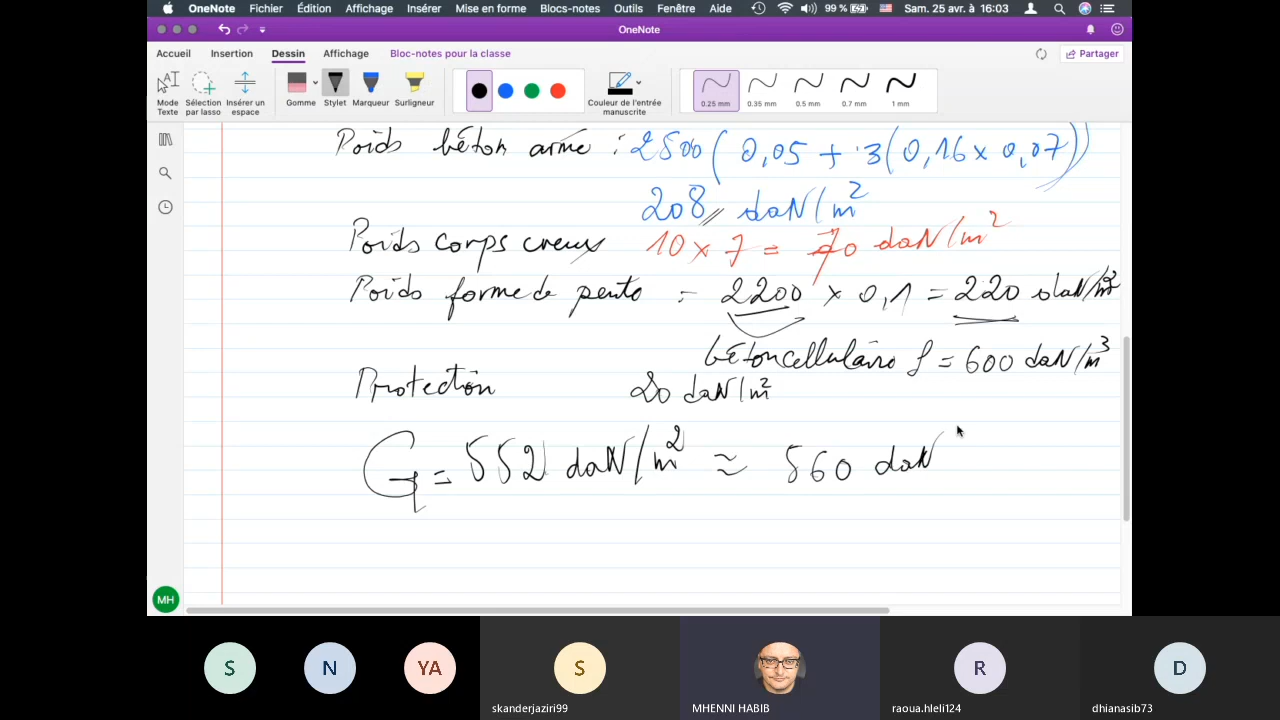 OneNote Fichier Édition Affichage Insérer Mise en forme Bloc-notes Outils Fenêtre Aide 99 % Sam. 25 avr. à 16:03
OneNote
Accueil Insertion Dessin Affichage Bloc-notes pour la classe Partager
Mode Texte Sélection par lasso Insérer un espace Gomme Stylet Marqueur Surligneur Couleur de l'entrée manuscrite 0.25 mm 0.35 mm 0.5 mm 0.7 mm 1 mm
Poids béton armé : 2500 ( 0,05 + 3 ( 0,16 x 0,07 ))
208 daN/m²
Poids corps creux 10 x 7 = 70 daN/m²
Poids forme de pente = 2200 x 0,1 = 220 daN/m²
béton cellulaire ρ = 600 daN/m³
Protection 20 daN/m²
G = 552 daN/m² ≈ 560 daN
MH
S N YA S R D
skanderjaziri99 MHENNI HABIB raoua.hleli124 dhianasib73